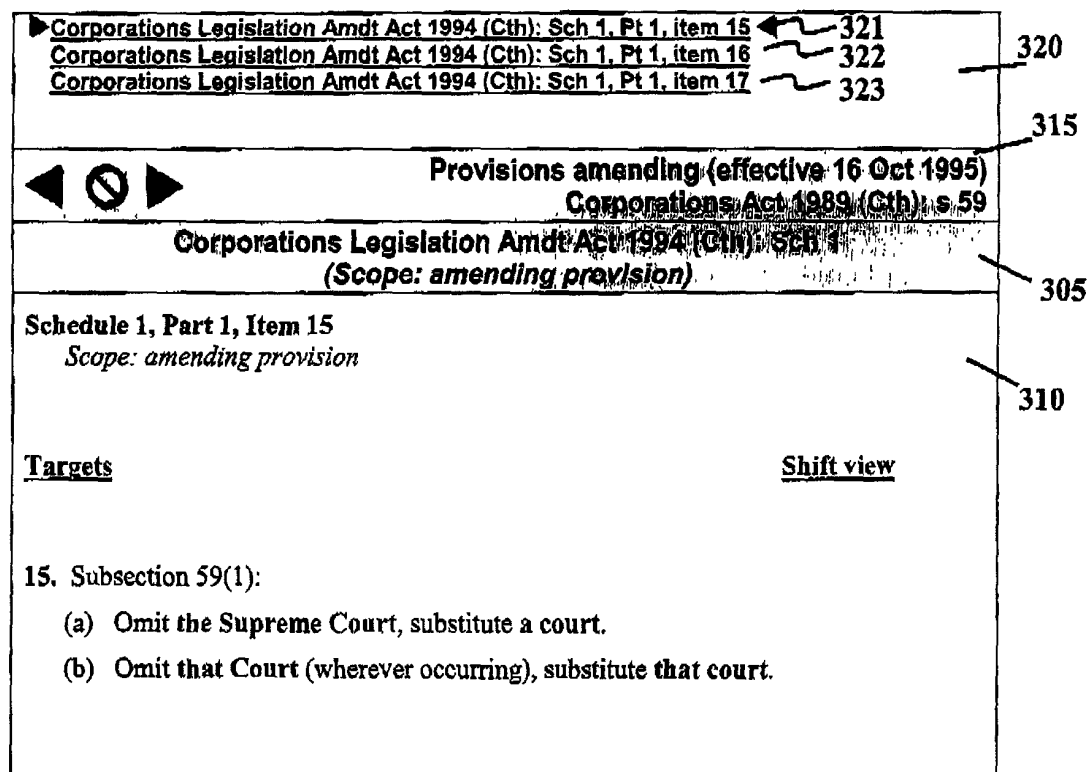 Corporations Legislation Amdt Act 1994 (Cth): Sch 1, Pt 1, item 15 321
Corporations Legislation Amdt Act 1994 (Cth): Sch 1, Pt 1, item 16 322
Corporations Legislation Amdt Act 1994 (Cth): Sch 1, Pt 1, item 17 323
320
315
Provisions amending (effective 16 Oct 1995)
Corporations Act 1989 (Cth): s 59
Corporations Legislation Amdt Act 1994 (Cth): Sch 1
(Scope: amending provision)
305
Schedule 1, Part 1, Item 15
Scope: amending provision
310
Targets Shift view
15. Subsection 59(1):
(a) Omit the Supreme Court, substitute a court.
(b) Omit that Court (wherever occurring), substitute that court.